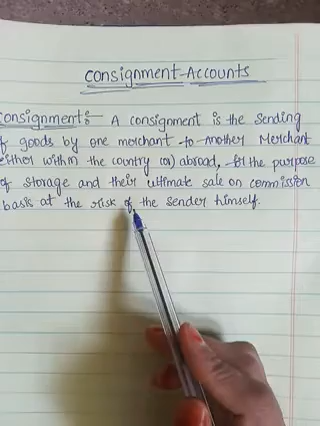 Consignment-Accounts
Consignment:- A consignment is the sending
of goods by one merchant to another Merchant
either within the country (or) abroad, for the purpose
of storage and their ultimate sale on commission
basis at the risk of the sender himself.